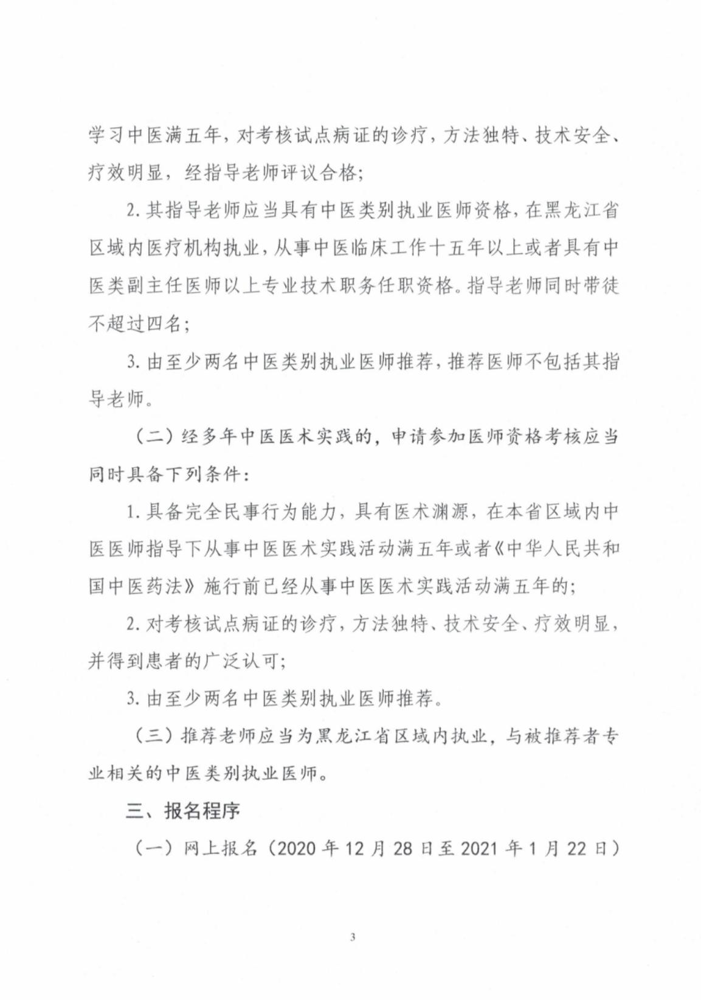 学习中医满五年,对考核试点病证的诊疗,方法独特、技术安全、
疗效明显，经指导老师评议合格;
2.其指导老师应当具有中医类别执业医师资格,在黑龙江省
区域内医疗机构执业,从事中医临床工作十五年以上或者具有中
医类副主任医师以上专业技术职务任职资格。指导老师同时带徒
不超过四名;
3.由至少两名中医类别执业医师推荐,推荐医师不包括其指
导老师。
（二）经多年中医医术实践的，申请参加医师资格考核应当
同时具备下列条件：
1.具备完全民事行为能力，具有医术渊源，在本省区域内中
医医师指导下从事中医医术实践活动满五年或者《中华人民共和
国中医药法》施行前已经从事中医医术实践活动满五年的;
2.对考核试点病证的诊疗,方法独特、技术安全、疗效明显,
并得到患者的广泛认可;
3.由至少两名中医类别执业医师推荐。
（三）推荐老师应当为黑龙江省区域内执业，与被推荐者专
业相关的中医类别执业医师。
三、报名程序
（一）网上报名（2020年12月28日至2021年1月22日）
3